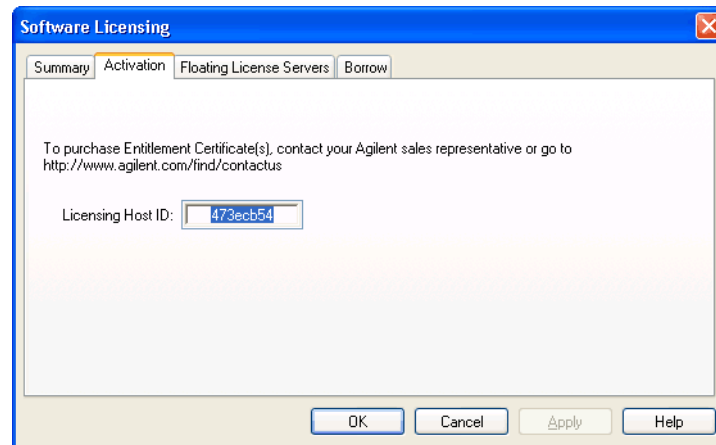 Software Licensing
Summary Activation Floating License Servers Borrow
To purchase Entitlement Certificate(s), contact your Agilent sales representative or go to
http://www.agilent.com/find/contactus
Licensing Host ID: 473ecb54
OK Cancel Apply Help